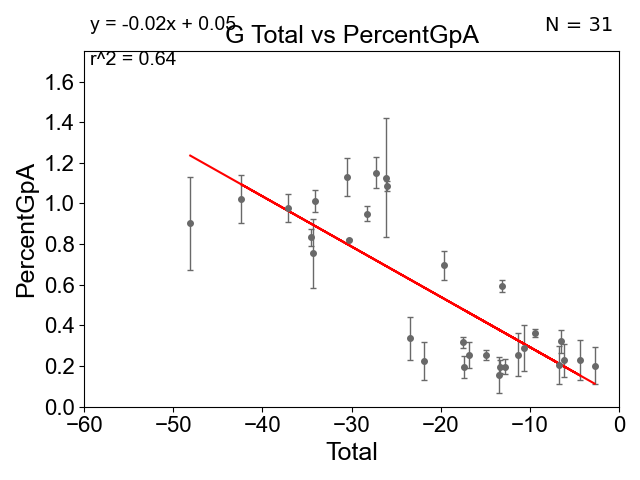 y = -0.02x + 0.05
N = 31
G Total vs PercentGpA
r^2 = 0.64
1.6
1.4
1.2
1.0
0.8
0.6
0.4
0.2
0.0
PercentGpA
−60
−50
−40
−30
−20
−10
0
Total